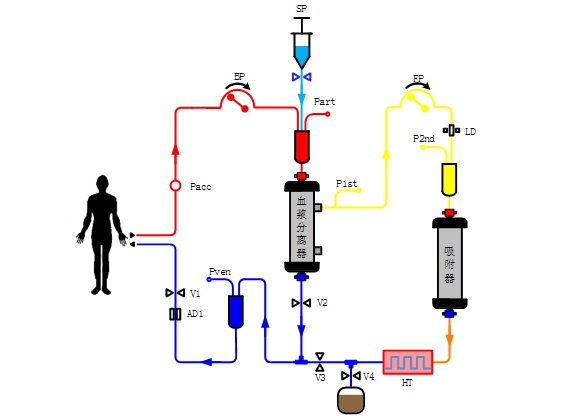 SP
BP
FP
Part
LD
P2nd
Pacc
P1st
血浆分离器
吸附器
Pven
V1
V2
AD1
V3
V4
HT